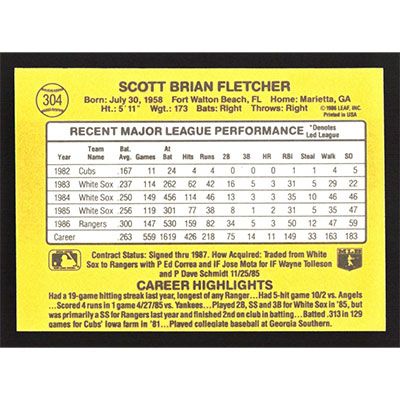 304
SCOTT BRIAN FLETCHER
© 1986 LEAF, INC.
Printed in USA
Born: July 30, 1958 Fort Walton Beach, FL Home: Marietta, GA
Ht.: 5' 11" Wgt.: 173 Bats: Right Throws: Right
RECENT MAJOR LEAGUE PERFORMANCE *Denotes Led League
Year Team Name Bat. Avg. Games At Bat Hits Runs 2B 3B HR RBI Steal Walk SO
1982 Cubs .167 11 24 4 4 0 0 0 1 1 4 5
1983 White Sox .237 114 262 62 42 16 5 3 31 5 29 22
1984 White Sox .250 149 456 114 46 13 3 3 35 10 46 46
1985 White Sox .256 119 301 77 38 8 1 2 31 5 35 47
1986 Rangers .300 147 530 159 82 34 5 3 50 12 47 59
Career .263 559 1619 426 218 75 14 11 144 33 163 183
Contract Status: Signed thru 1987. How Acquired: Traded from White
Sox to Rangers with P Ed Correa and IF Jose Mota for IF Wayne Tolleson
and P Dave Schmidt 11/25/85
CAREER HIGHLIGHTS
Had a 19-game hitting streak last year, longest of any Ranger... Had 5-hit game 10/2 vs. Angels
...Scored 4 runs in 1 game 4/27/85 vs. Yankees... Played 2B, SS and 3B for White Sox in '85, but
was primarily a SS for Rangers last year and finished 2nd on club in batting... Batted .313 in 129
games for Cubs' Iowa farm in '81... Played collegiate baseball at Georgia Southern.